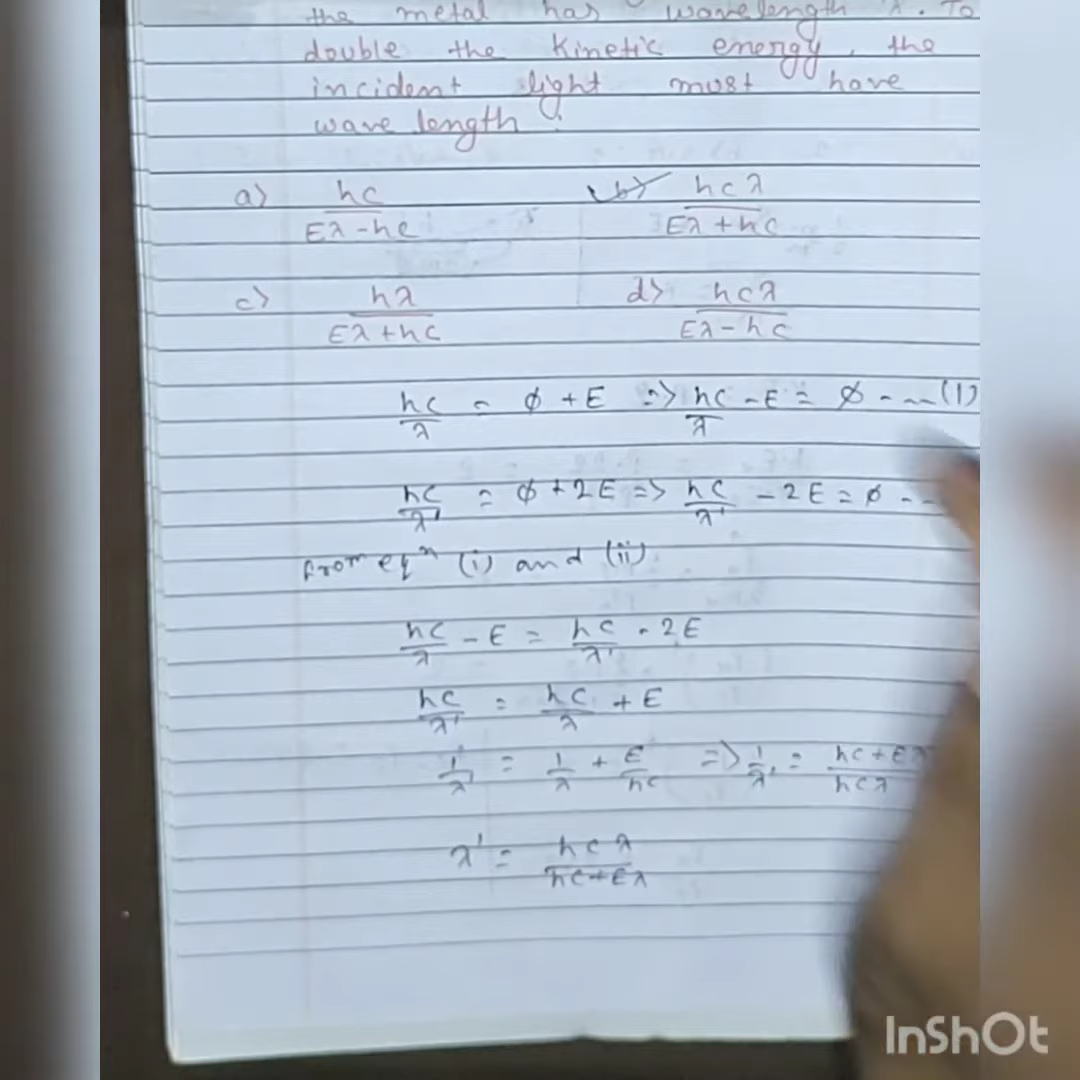 the metal has wavelength λ. To
double the kinetic energy, the
incident light must have
wave length :
a) hc / Eλ-hc b) hcλ / Eλ+hc
c) hλ / Eλ+hc d) hcλ / Eλ-hc
hc/λ = ϕ + E => hc/λ - E = ϕ - -- (1)
hc/λ' = ϕ + 2E => hc/λ' - 2E = ϕ - -
from eqn (i) and (ii)
hc/λ - E = hc/λ' - 2E
hc/λ' = hc/λ + E
1/λ' = 1/λ + E/hc => 1/λ' = hc+Eλ / hcλ
λ' = hcλ / hc+Eλ
InShOt